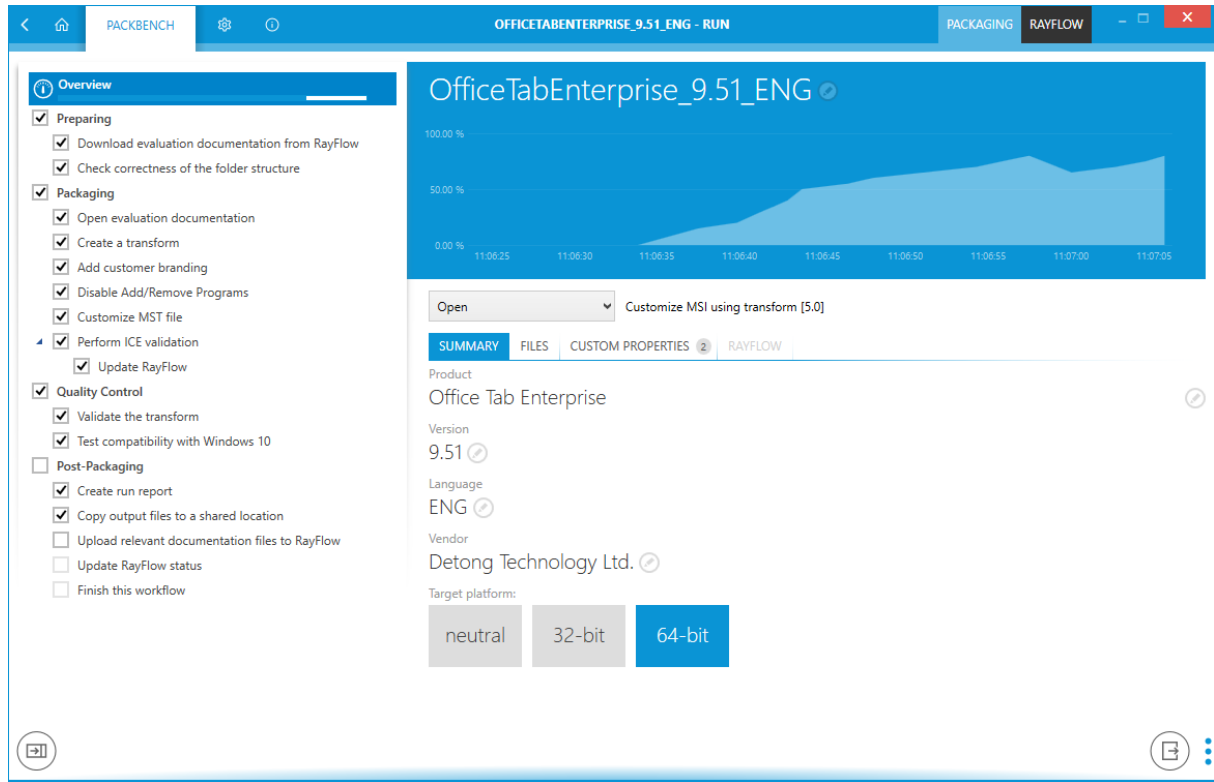 PACKBENCH
OFFICETABENTERPRISE_9.51_ENG - RUN
PACKAGING
RAYFLOW
Overview
Preparing
Download evaluation documentation from RayFlow
Check correctness of the folder structure
Packaging
Open evaluation documentation
Create a transform
Add customer branding
Disable Add/Remove Programs
Customize MST file
Perform ICE validation
Update RayFlow
Quality Control
Validate the transform
Test compatibility with Windows 10
Post-Packaging
Create run report
Copy output files to a shared location
Upload relevant documentation files to RayFlow
Update RayFlow status
Finish this workflow
OfficeTabEnterprise_9.51_ENG
100.00 %
50.00 %
0.00 %
11:06:25 11:06:30 11:06:35 11:06:40 11:06:45 11:06:50 11:06:55 11:07:00 11:07:05
Open Customize MSI using transform [5.0]
SUMMARY FILES CUSTOM PROPERTIES 2 RAYFLOW
Product
Office Tab Enterprise
Version
9.51
Language
ENG
Vendor
Detong Technology Ltd.
Target platform:
neutral 32-bit 64-bit